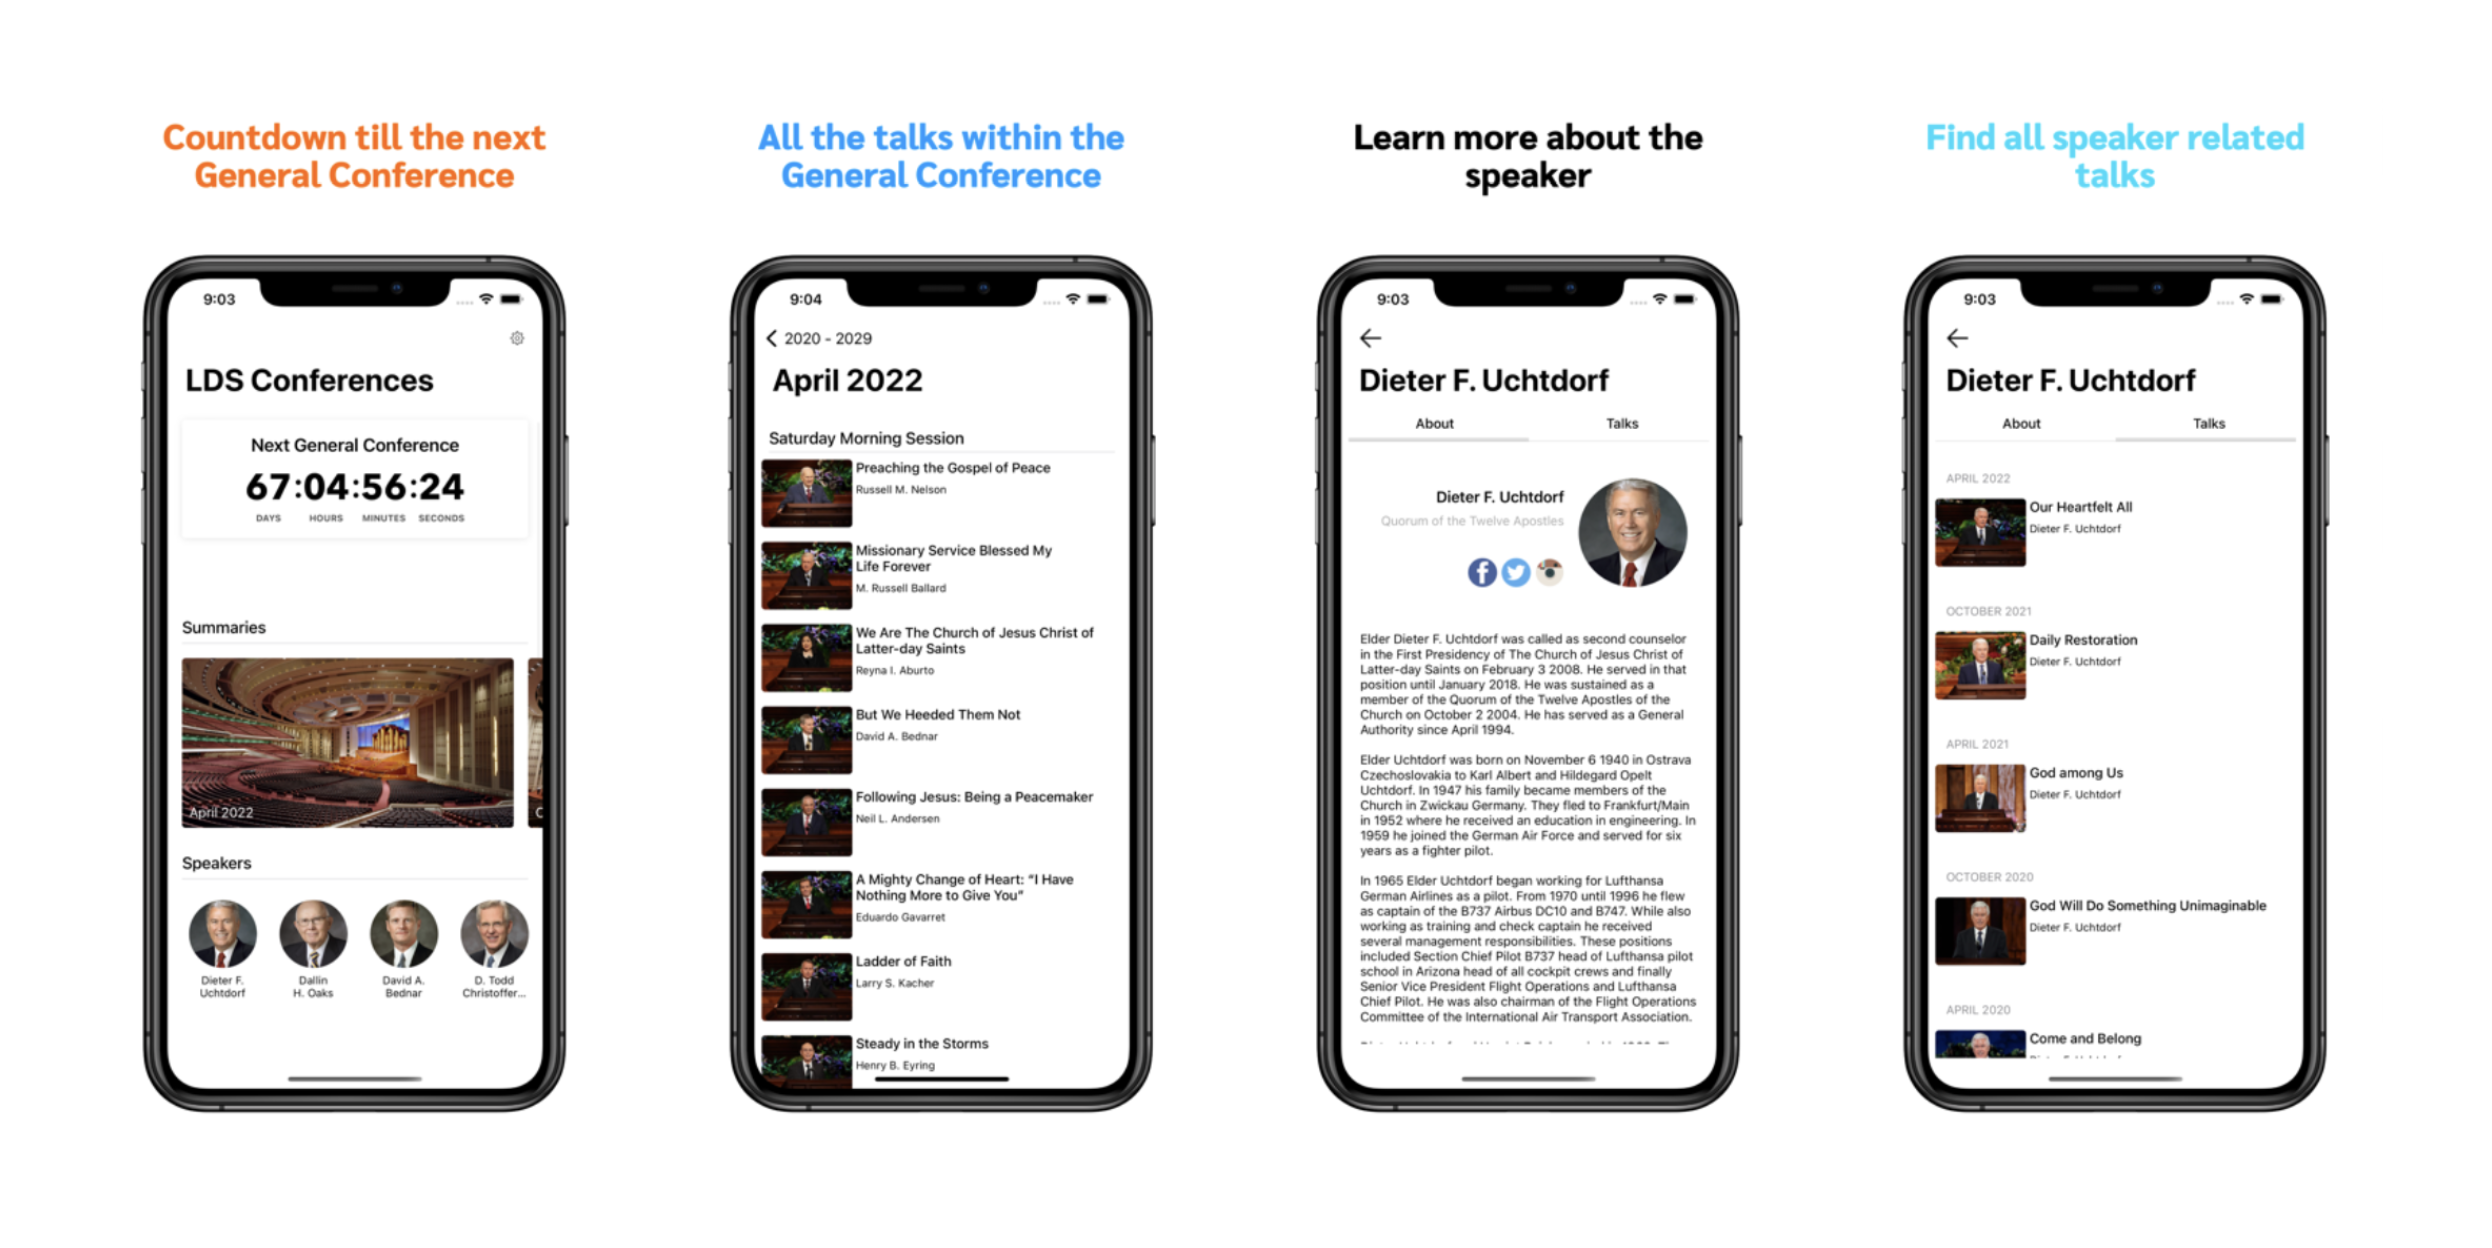 Countdown till the next
General Conference
9:03
LDS Conferences
Next General Conference
67:04:56:24
DAYS HOURS MINUTES SECONDS
Summaries
April 2022
Speakers
Dieter F.
Uchtdorf
Dallin
H. Oaks
David A.
Bednar
D. Todd
Christoffer...
All the talks within the
General Conference
9:04
2020 - 2029
April 2022
Saturday Morning Session
Preaching the Gospel of Peace
Russell M. Nelson
Missionary Service Blessed My
Life Forever
M. Russell Ballard
We Are The Church of Jesus Christ of
Latter-day Saints
Reyna I. Aburto
But We Heeded Them Not
David A. Bednar
Following Jesus: Being a Peacemaker
Neil L. Andersen
A Mighty Change of Heart: "I Have
Nothing More to Give You"
Eduardo Gavarret
Ladder of Faith
Larry S. Kacher
Steady in the Storms
Henry B. Eyring
Learn more about the
speaker
9:03
Dieter F. Uchtdorf
About Talks
Dieter F. Uchtdorf
Quorum of the Twelve Apostles
Elder Dieter F. Uchtdorf was called as second counselor
in the First Presidency of The Church of Jesus Christ of
Latter-day Saints on February 3 2008. He served in that
position until January 2018. He was sustained as a
member of the Quorum of the Twelve Apostles of the
Church on October 2 2004. He has served as a General
Authority since April 1994.
Elder Uchtdorf was born on November 6 1940 in Ostrava
Czechoslovakia to Karl Albert and Hildegard Opelt
Uchtdorf. In 1947 his family became members of the
Church in Zwickau Germany. They fled to Frankfurt/Main
in 1952 where he received an education in engineering. In
1959 he joined the German Air Force and served for six
years as a fighter pilot.
In 1965 Elder Uchtdorf began working for Lufthansa
German Airlines as a pilot. From 1970 until 1996 he flew
as captain of the B737 Airbus DC10 and B747. While also
working as training and check captain he received
several management responsibilities. These positions
included Section Chief Pilot B737 head of Lufthansa pilot
school in Arizona head of all cockpit crews and finally
Senior Vice President Flight Operations and Lufthansa
Chief Pilot. He was also chairman of the Flight Operations
Committee of the International Air Transport Association.
Find all speaker related
talks
9:03
Dieter F. Uchtdorf
About Talks
APRIL 2022
Our Heartfelt All
Dieter F. Uchtdorf
OCTOBER 2021
Daily Restoration
Dieter F. Uchtdorf
APRIL 2021
God among Us
Dieter F. Uchtdorf
OCTOBER 2020
God Will Do Something Unimaginable
Dieter F. Uchtdorf
APRIL 2020
Come and Belong